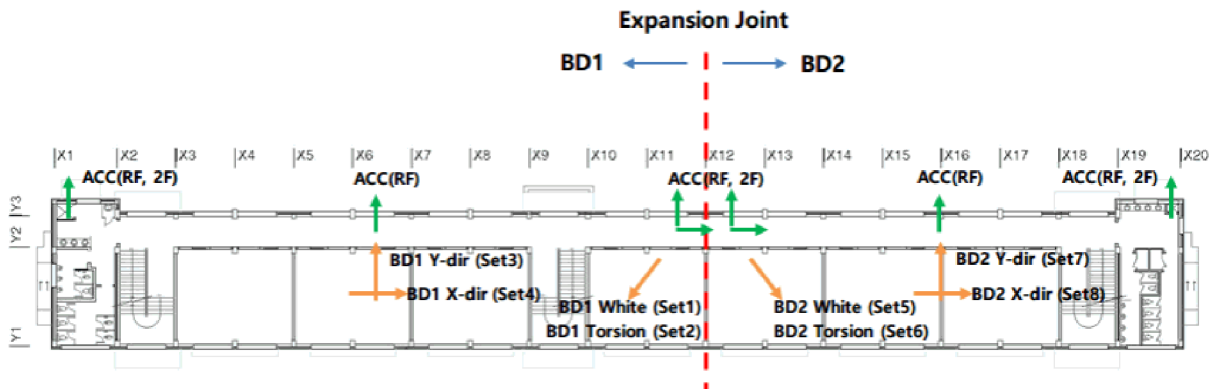 Expansion Joint
BD1
BD2
X1 X2 X3 X4 X5 X6 X7 X8 X9 X10 X11 X12 X13 X14 X15 X16 X17 X18 X19 X20
ACC(RF, 2F)
ACC(RF)
ACC(RF, 2F)
ACC(RF)
ACC(RF, 2F)
Y3
Y2
BD1 Y-dir (Set3)
BD2 Y-dir (Set7)
BD1 X-dir (Set4)
BD2 X-dir (Set8)
BD1 White (Set1)
BD2 White (Set5)
BD1 Torsion (Set2)
BD2 Torsion (Set6)
Y1